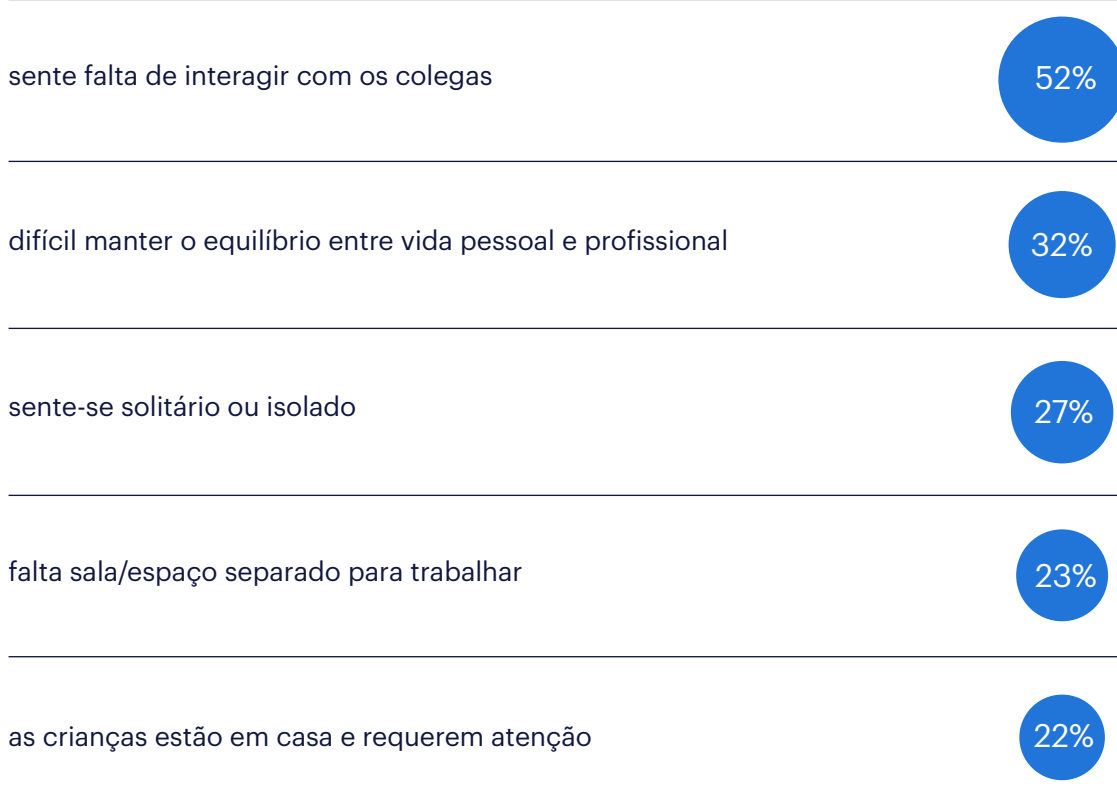 sente falta de interagir com os colegas 52%
difícil manter o equilíbrio entre vida pessoal e profissional 32%
sente-se solitário ou isolado 27%
falta sala/espaço separado para trabalhar 23%
as crianças estão em casa e requerem atenção 22%